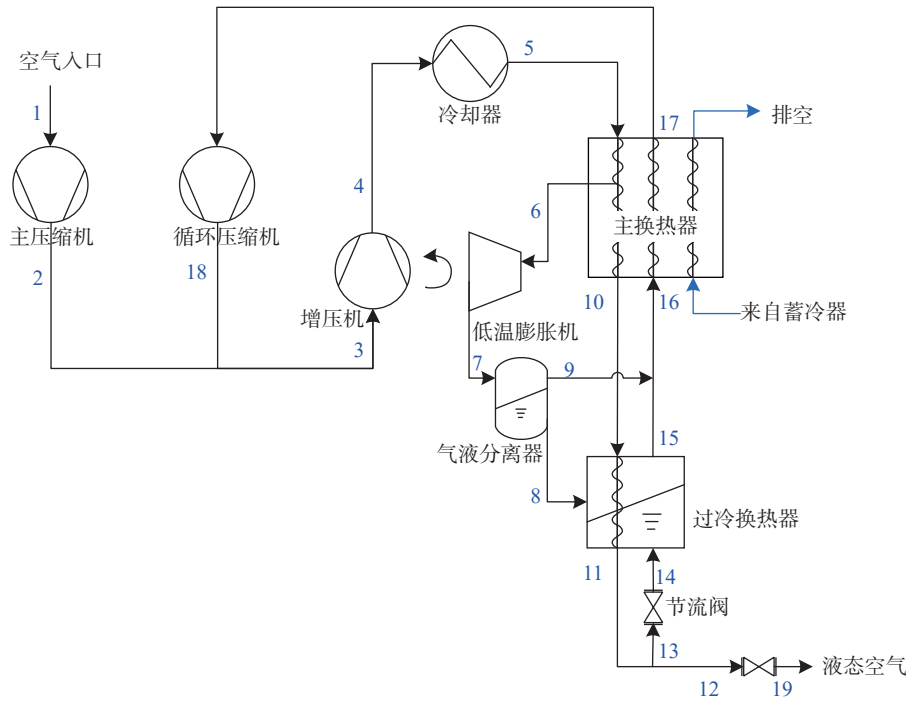 空气入口
1
主压缩机
2
循环压缩机
18
3
4
增压机
冷却器
5
17
排空
主换热器
6
10
16
来自蓄冷器
低温膨胀机
7
9
气液分离器
8
15
过冷换热器
11
14
节流阀
13
12
19
液态空气